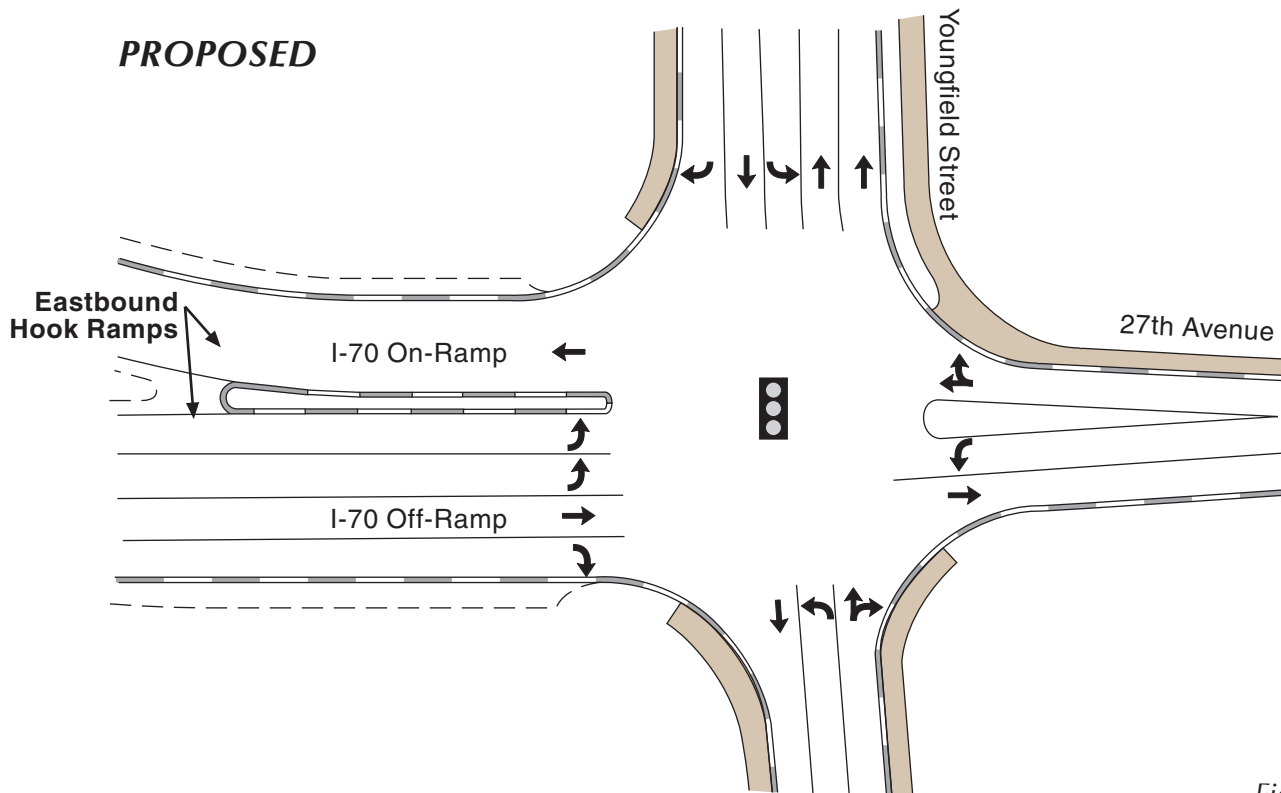 PROPOSED
Youngfield Street
Eastbound
Hook Ramps
27th Avenue
I-70 On-Ramp
I-70 Off-Ramp